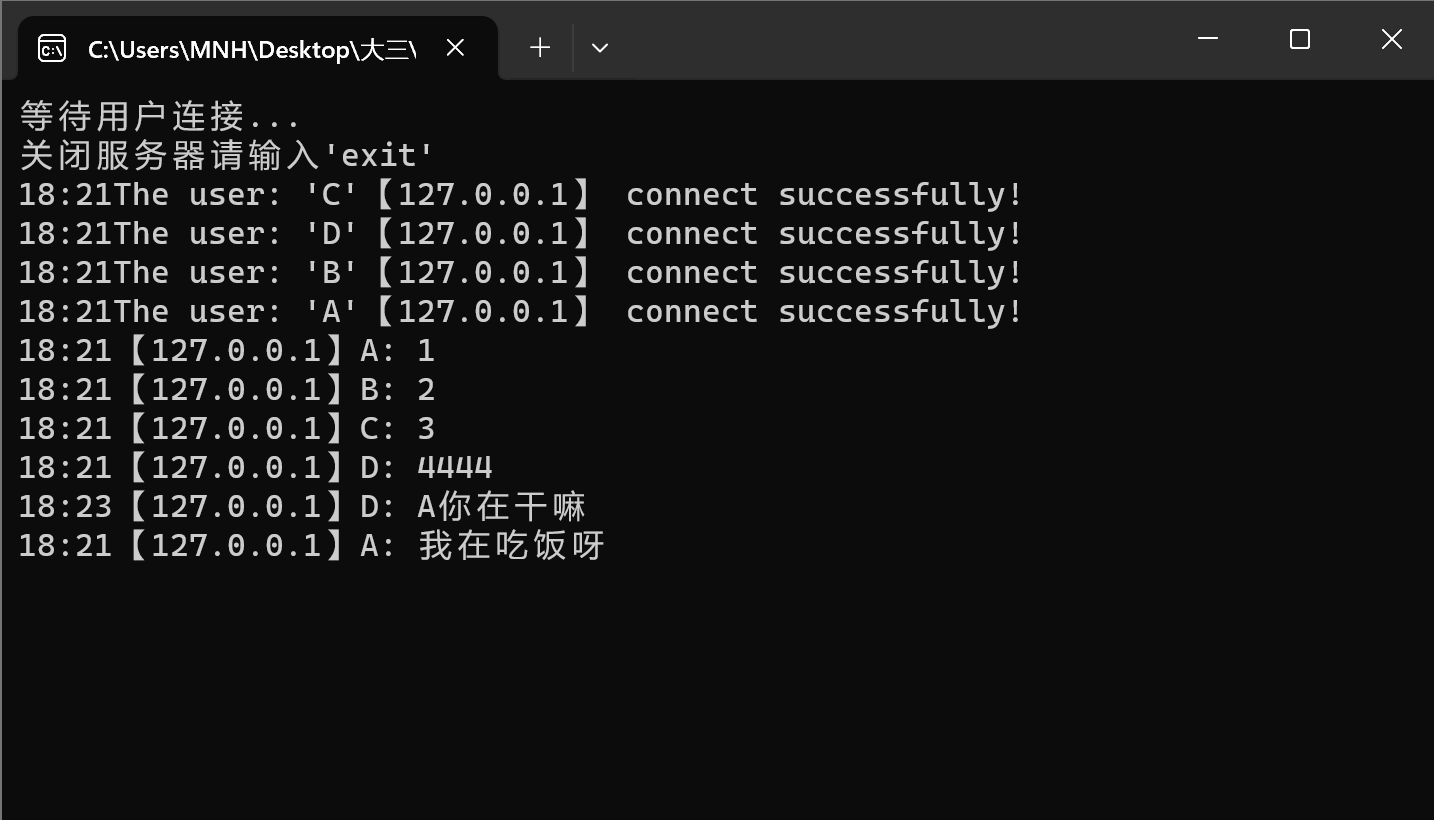 C:\Users\MNH\Desktop\大三\
等待用户连接...
关闭服务器请输入'exit'
18:21The user: 'C'【127.0.0.1】 connect successfully!
18:21The user: 'D'【127.0.0.1】 connect successfully!
18:21The user: 'B'【127.0.0.1】 connect successfully!
18:21The user: 'A'【127.0.0.1】 connect successfully!
18:21【127.0.0.1】A: 1
18:21【127.0.0.1】B: 2
18:21【127.0.0.1】C: 3
18:21【127.0.0.1】D: 4444
18:23【127.0.0.1】D: A你在干嘛
18:21【127.0.0.1】A: 我在吃饭呀